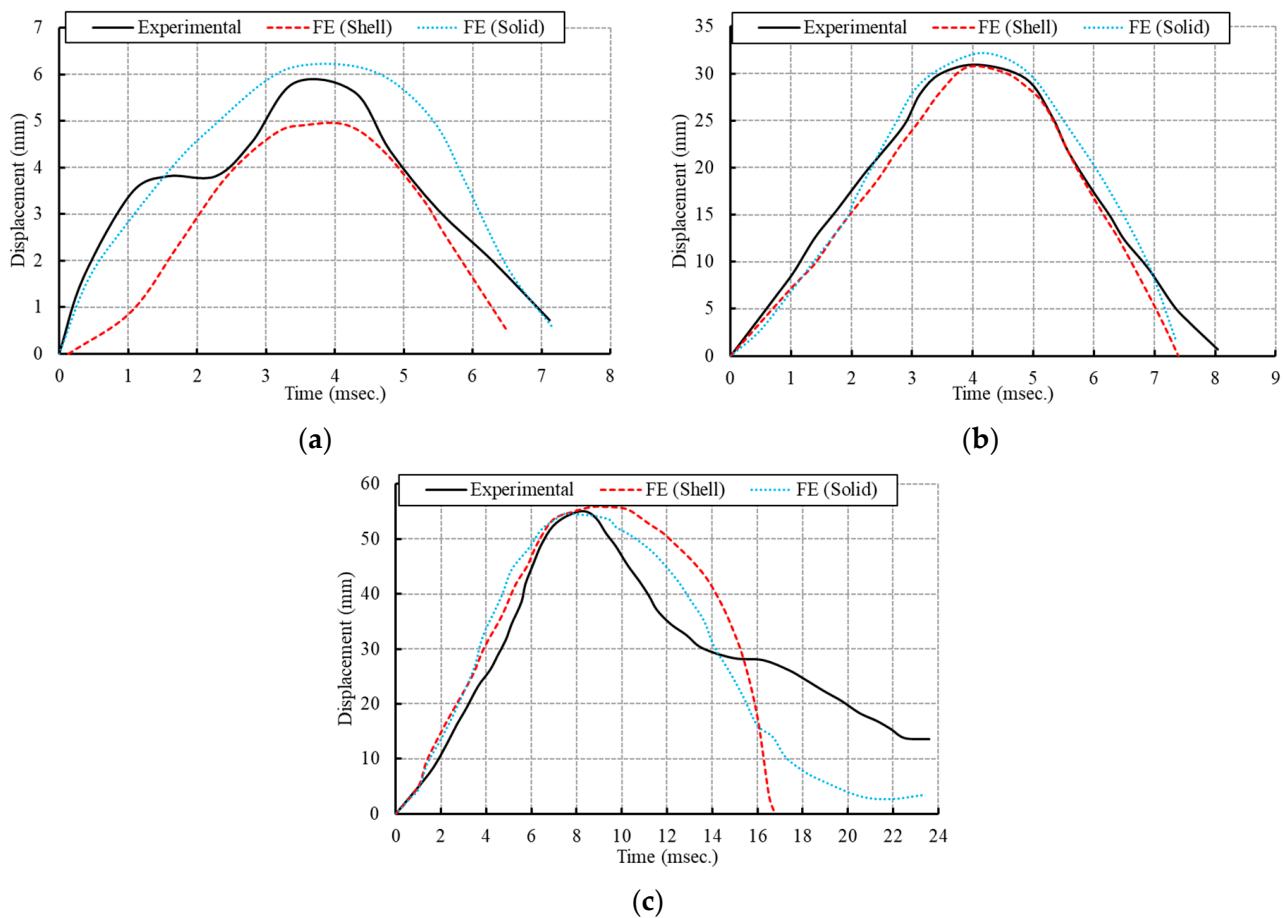 Experimental FE (Shell) FE (Solid)
7
6
5
4
3
2
1
0
Displacement (mm)
0 1 2 3 4 5 6 7 8
Time (msec.)
(a)
Experimental FE (Shell) FE (Solid)
35
30
25
20
15
10
5
0
Displacement (mm)
0 1 2 3 4 5 6 7 8 9
Time (msec.)
(b)
Experimental FE (Shell) FE (Solid)
60
50
40
30
20
10
0
Displacement (mm)
0 2 4 6 8 10 12 14 16 18 20 22 24
Time (msec.)
(c)